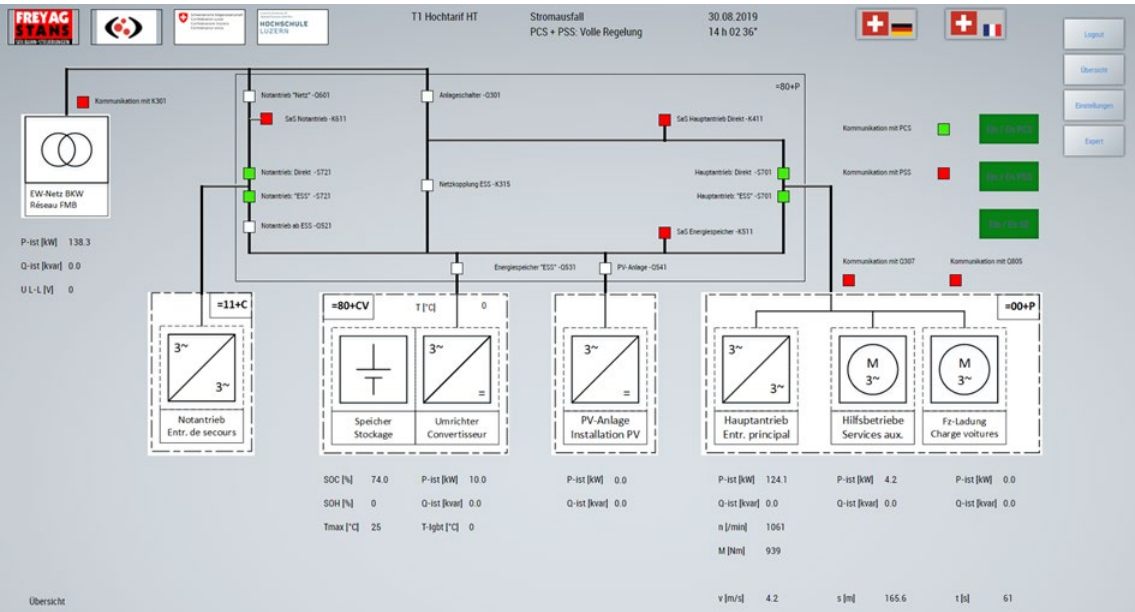 FREYAG
STANS
HOCHSCHULE
LUZERN
T1 Hochtarif HT
Stromausfall
PCS + PSS: Volle Regelung
30.08.2019
14 h 02 36"
Logout
Übersicht
Einstellungen
Expert
Kommunikation mit K301
Notantrieb "Netz" -Q601
Anlageschalter -Q301
=80+P
SaS Notantrieb -K611
SaS Hauptantrieb Direkt -K411
Kommunikation mit PCS
Notantrieb: Direkt -S721
Hauptantrieb: Direkt -S701
Kommunikation mit PSS
Netzkopplung ESS -K315
Notantrieb: "ESS" -S721
Hauptantrieb: "ESS" -S701
EW-Netz BKW
Réseau FMB
Notantrieb ab ESS -Q521
SaS Energiespeicher -K511
P-ist [kW] 138.3
Q-ist [kvar] 0.0
U L-L [V] 0
Energiespeicher "ESS" -Q531
PV-Anlage -Q541
Kommunikation mit Q307
Kommunikation mit Q805
=11+C
=80+CV
T [°C] 0
=00+P
3~
3~
3~
=
3~
=
3~
3~
M
3~
M
3~
Notantrieb
Entr. de secours
Speicher
Stockage
Umrichter
Convertisseur
PV-Anlage
Installation PV
Hauptantrieb
Entr. principal
Hilfsbetriebe
Services aux.
Fz-Ladung
Charge voitures
SOC [%] 74.0
P-ist [kW] 10.0
P-ist [kW] 0.0
P-ist [kW] 124.1
P-ist [kW] 4.2
P-ist [kW] 0.0
SOH [%] 0
Q-ist [kvar] 0.0
Q-ist [kvar] 0.0
Q-ist [kvar] 0.0
Q-ist [kvar] 0.0
Q-ist [kvar] 0.0
Tmax [°C] 25
T-Igbt [°C] 0
n [/min] 1061
M [Nm] 939
v [m/s] 4.2
s [m] 165.6
t [s] 61
Übersicht